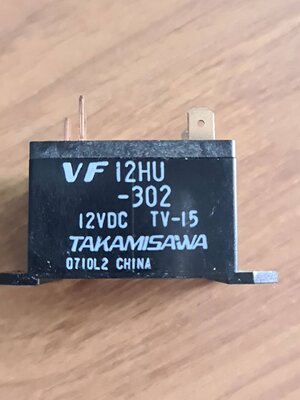 VF 12HU
-302
12VDC TV-15
TAKAMISAWA
0710L2 CHINA